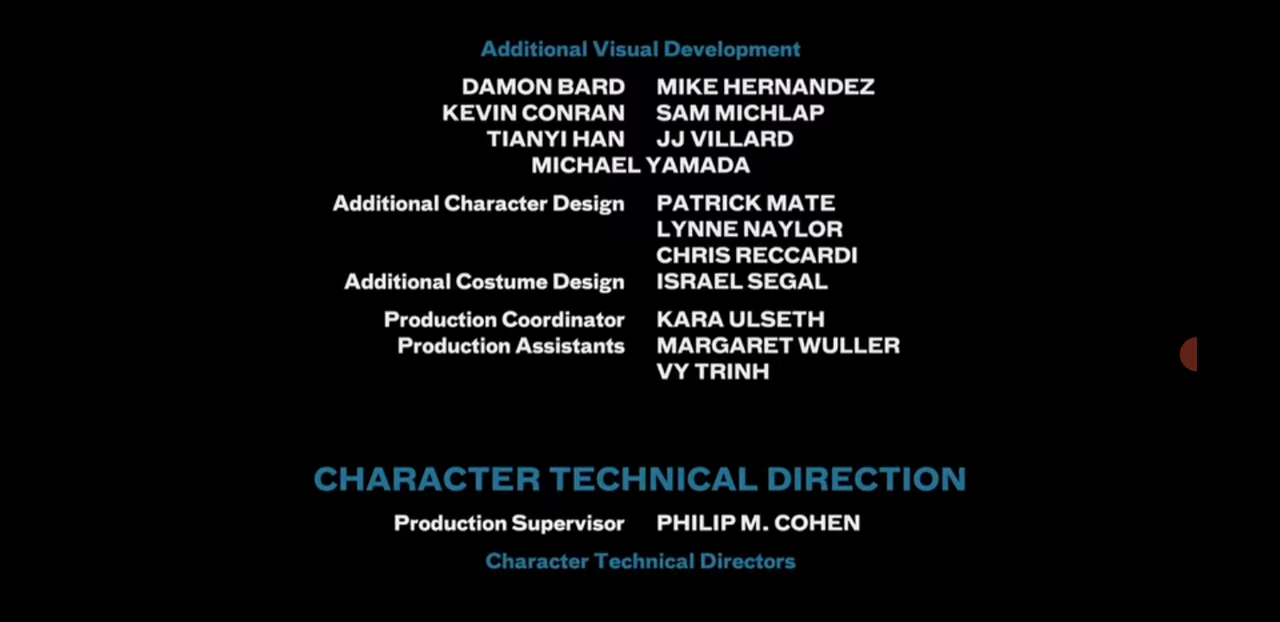 Additional Visual Development
DAMON BARD MIKE HERNANDEZ
KEVIN CONRAN SAM MICHLAP
TIANYI HAN JJ VILLARD
MICHAEL YAMADA
Additional Character Design PATRICK MATE
LYNNE NAYLOR
CHRIS RECCARDI
Additional Costume Design ISRAEL SEGAL
Production Coordinator KARA ULSETH
Production Assistants MARGARET WULLER
VY TRINH
CHARACTER TECHNICAL DIRECTION
Production Supervisor PHILIP M. COHEN
Character Technical Directors